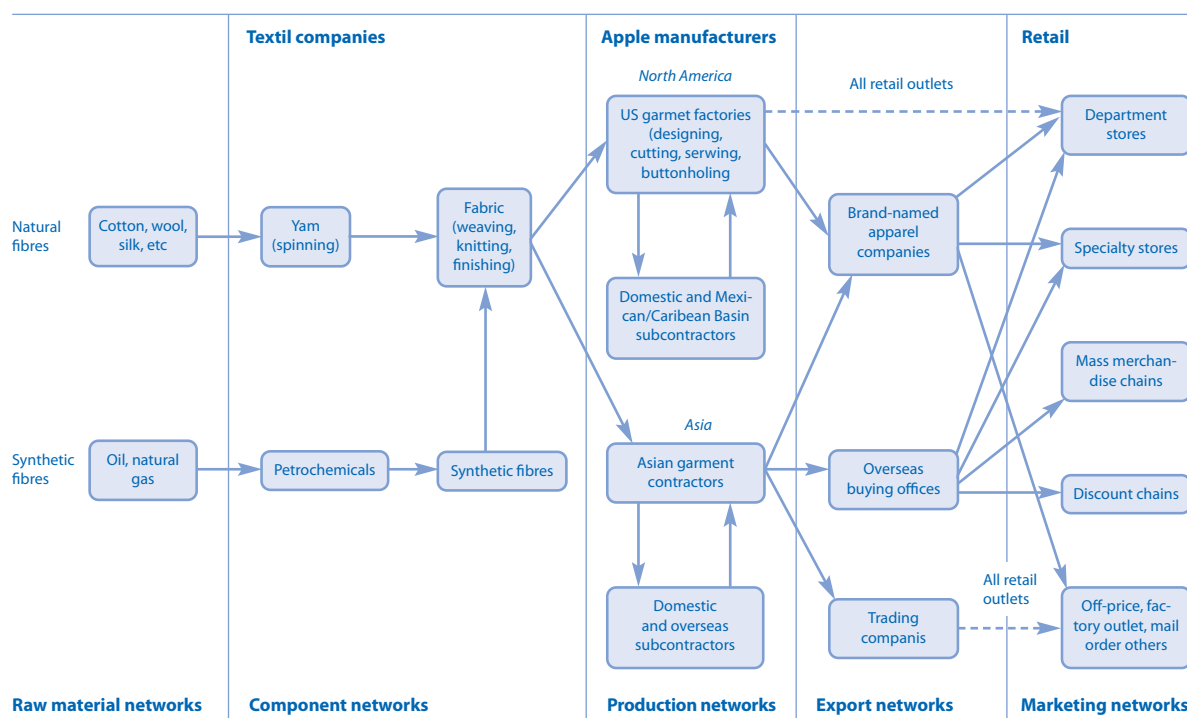 Textil companies
Apple manufacturers
Retail
North America
All retail outlets
US garmet factories
(designing,
cutting, serwing,
buttonholing
Department
stores
Natural
fibres
Cotton, wool,
silk, etc
Yam
(spinning)
Fabric
(weaving,
knitting,
finishing)
Brand-named
apparel
companies
Specialty stores
Domestic and Mexi-
can/Caribean Basin
subcontractors
Mass merchan-
dise chains
Asia
Synthetic
fibres
Oil, natural
gas
Petrochemicals
Synthetic fibres
Asian garment
contractors
Overseas
buying offices
Discount chains
All retail
outlets
Domestic
and overseas
subcontractors
Trading
companis
Off-price, fac-
tory outlet, mail
order others
Raw material networks
Component networks
Production networks
Export networks
Marketing networks